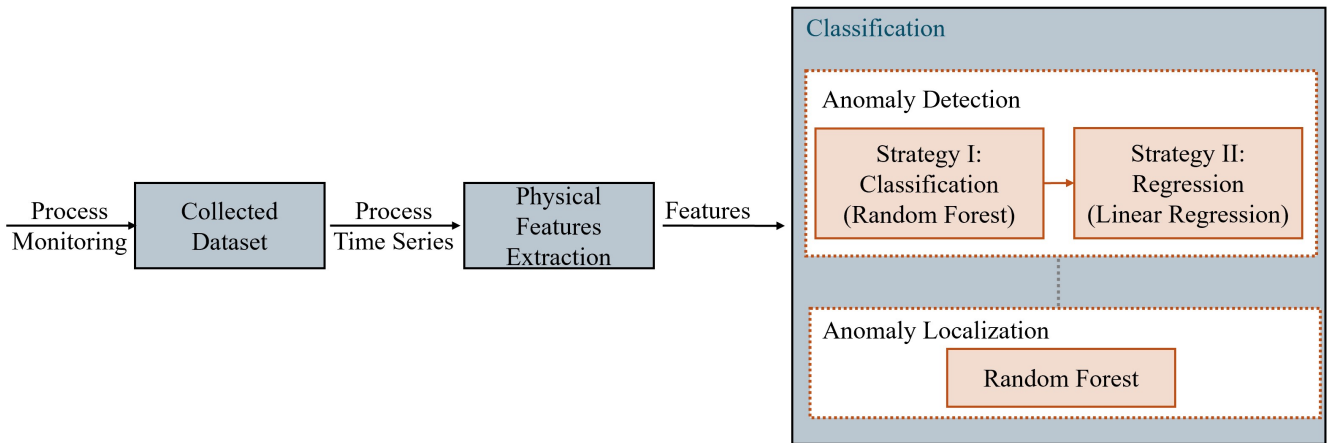 Process
Monitoring
Collected
Dataset
Process
Time Series
Physical
Features
Extraction
Features
Classification
Anomaly Detection
Strategy I:
Classification
(Random Forest)
Strategy II:
Regression
(Linear Regression)
Anomaly Localization
Random Forest